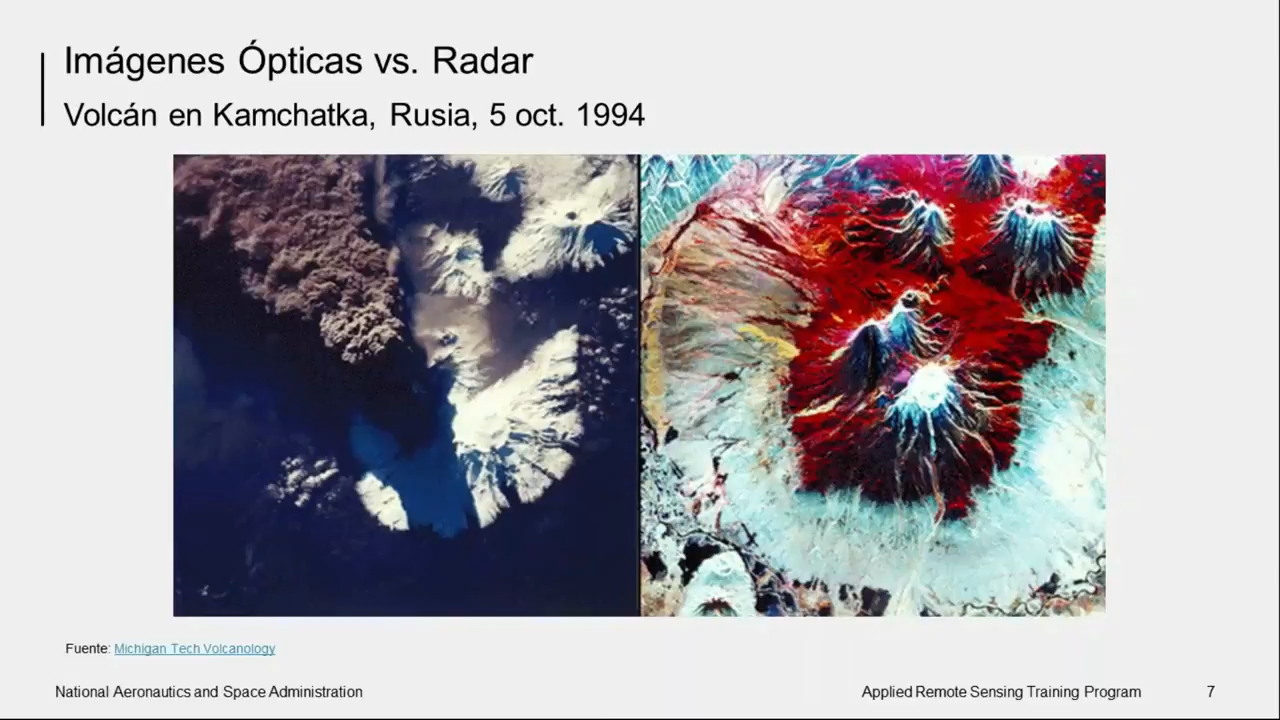 Imágenes Ópticas vs. Radar
Volcán en Kamchatka, Rusia, 5 oct. 1994
Fuente: Michigan Tech Volcanology
National Aeronautics and Space Administration
Applied Remote Sensing Training Program
7